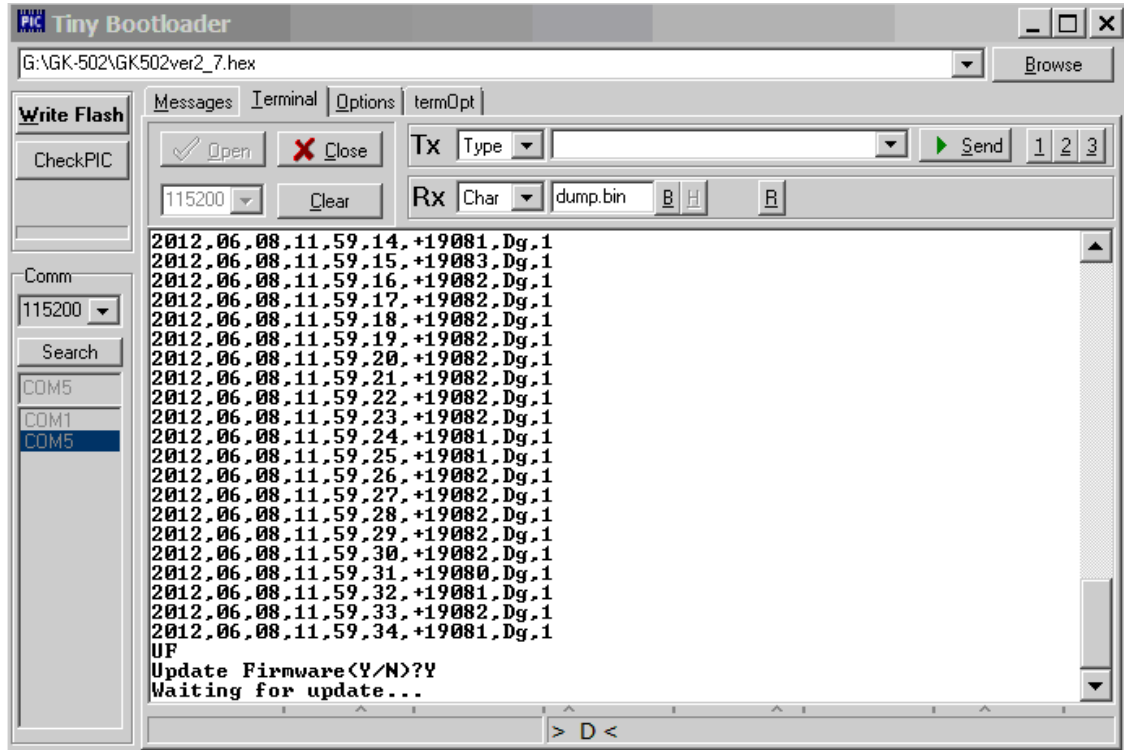 PIC Tiny Bootloader
G:\GK-502\GK502ver2_7.hex
Browse
Write Flash
CheckPIC
Messages Terminal Options termOpt
Open Close Tx Type Send 1 2 3
115200 Clear Rx Char dump.bin B H R
Comm
115200
Search
COM5
COM1
COM5
2012,06,08,11,59,14,+19081,Dg,1
2012,06,08,11,59,15,+19083,Dg,1
2012,06,08,11,59,16,+19082,Dg,1
2012,06,08,11,59,17,+19082,Dg,1
2012,06,08,11,59,18,+19082,Dg,1
2012,06,08,11,59,19,+19082,Dg,1
2012,06,08,11,59,20,+19082,Dg,1
2012,06,08,11,59,21,+19082,Dg,1
2012,06,08,11,59,22,+19082,Dg,1
2012,06,08,11,59,23,+19082,Dg,1
2012,06,08,11,59,24,+19081,Dg,1
2012,06,08,11,59,25,+19081,Dg,1
2012,06,08,11,59,26,+19082,Dg,1
2012,06,08,11,59,27,+19082,Dg,1
2012,06,08,11,59,28,+19082,Dg,1
2012,06,08,11,59,29,+19082,Dg,1
2012,06,08,11,59,30,+19082,Dg,1
2012,06,08,11,59,31,+19080,Dg,1
2012,06,08,11,59,32,+19081,Dg,1
2012,06,08,11,59,33,+19082,Dg,1
2012,06,08,11,59,34,+19081,Dg,1
UF
Update Firmware(Y/N)?Y
Waiting for update...
> D <